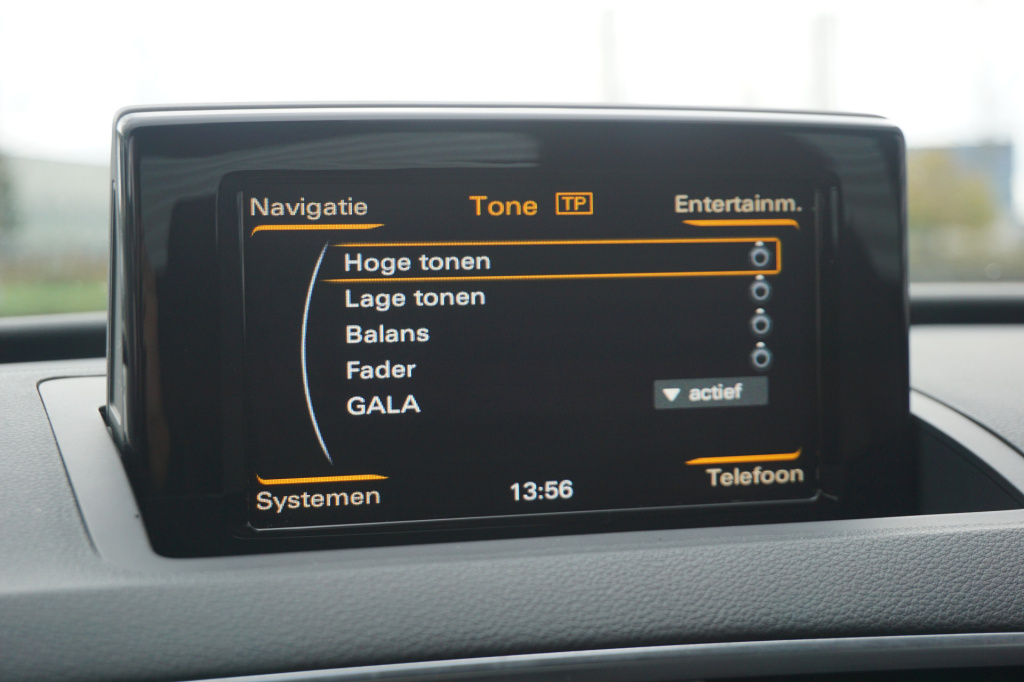 Navigatie Tone TP Entertainm.
Hoge tonen
Lage tonen
Balans
Fader
GALA actief
Systemen 13:56 Telefoon